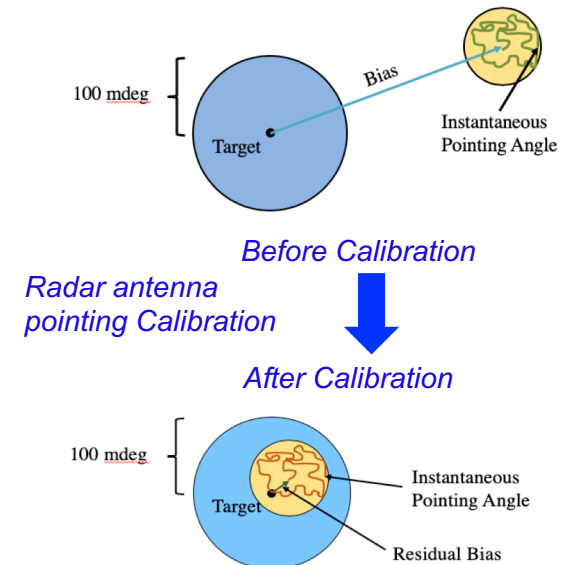 100 mdeg
Bias
Target
Instantaneous
Pointing Angle
Before Calibration
Radar antenna
pointing Calibration
After Calibration
100 mdeg
Target
Instantaneous
Pointing Angle
Residual Bias